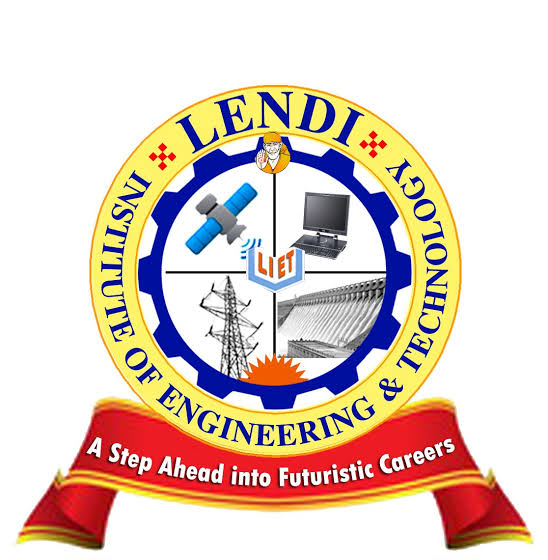 LENDI
INSTITUTE OF ENGINEERING & TECHNOLOGY
LIET
A Step Ahead into Futuristic Careers